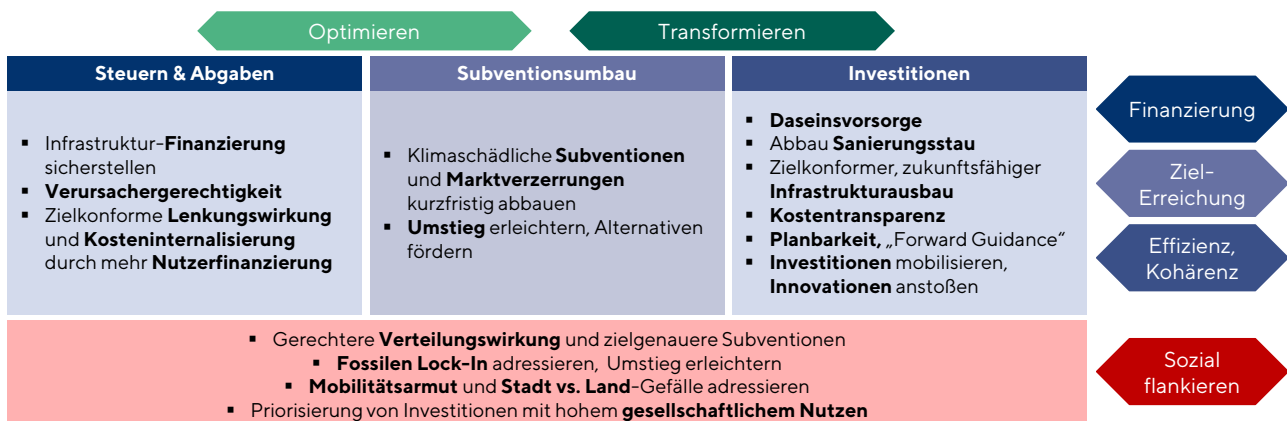 Optimieren
Transformieren
Steuern & Abgaben
▪ Infrastruktur-Finanzierung
sicherstellen
▪ Verursachergerechtigkeit
▪ Zielkonforme Lenkungswirkung
und Kosteninternalisierung
durch mehr Nutzerfinanzierung
Subventionsumbau
▪ Klimaschädliche Subventionen
und Marktverzerrungen
kurzfristig abbauen
▪ Umstieg erleichtern, Alternativen
fördern
Investitionen
▪ Daseinsvorsorge
▪ Abbau Sanierungsstau
▪ Zielkonformer, zukunftsfähiger
Infrastrukturausbau
▪ Kostentransparenz
▪ Planbarkeit, „Forward Guidance“
▪ Investitionen mobilisieren,
Innovationen anstoßen
Finanzierung
Ziel-
Erreichung
Effizienz,
Kohärenz
▪ Gerechtere Verteilungswirkung und zielgenauere Subventionen
▪ Fossilen Lock-In adressieren, Umstieg erleichtern
▪ Mobilitätsarmut und Stadt vs. Land-Gefälle adressieren
▪ Priorisierung von Investitionen mit hohem gesellschaftlichem Nutzen
Sozial
flankieren